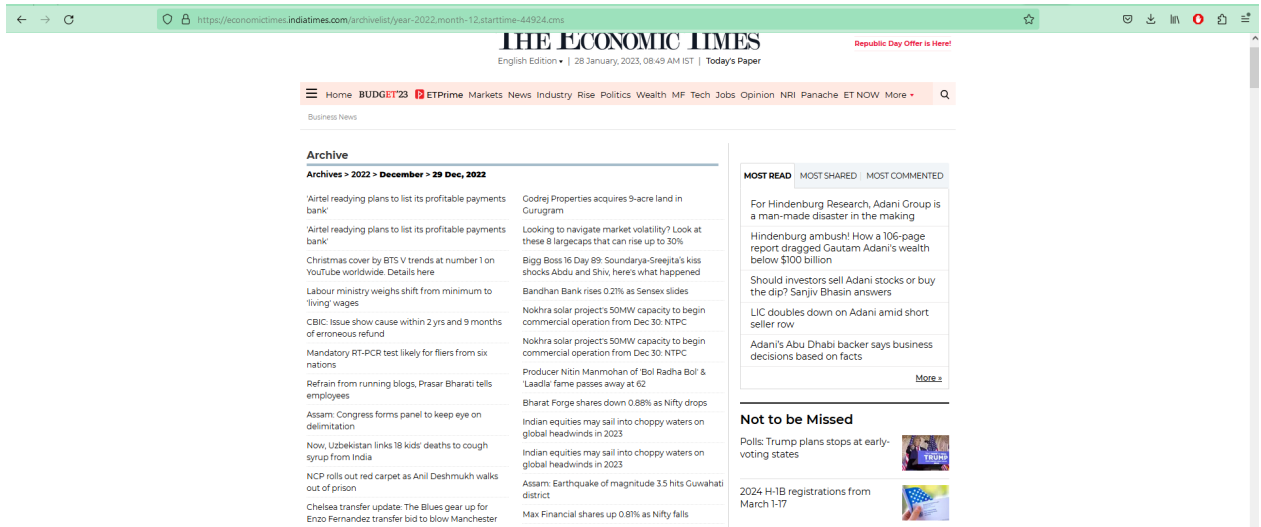 https://economictimes.indiatimes.com/archivelist/year-2022,month-12,starttime-44924.cms
THE ECONOMIC TIMES
English Edition | 28 January, 2023, 08:49 AM IST | Today's Paper
Republic Day Offer is Here!
Home BUDGET'23 ETPrime Markets News Industry Rise Politics Wealth MF Tech Jobs Opinion NRI Panache ET NOW More
Business News
Archive
Archives > 2022 > December > 29 Dec, 2022
'Airtel readying plans to list its profitable payments
bank'
'Airtel readying plans to list its profitable payments
bank'
Christmas cover by BTS V trends at number 1 on
YouTube worldwide. Details here
Labour ministry weighs shift from minimum to
'living' wages
CBIC: Issue show cause within 2 yrs and 9 months
of erroneous refund
Mandatory RT-PCR test likely for fliers from six
nations
Refrain from running blogs, Prasar Bharati tells
employees
Assam: Congress forms panel to keep eye on
delimitation
Now, Uzbekistan links 18 kids' deaths to cough
syrup from India
NCP rolls out red carpet as Anil Deshmukh walks
out of prison
Chelsea transfer update: The Blues gear up for
Enzo Fernandez transfer bid to blow Manchester
Godrej Properties acquires 9-acre land in
Gurugram
Looking to navigate market volatility? Look at
these 8 largecaps that can rise up to 30%
Bigg Boss 16 Day 89: Soundarya-Sreejita's kiss
shocks Abdu and Shiv, here's what happened
Bandhan Bank rises 0.21% as Sensex slides
Nokhra solar project's 50MW capacity to begin
commercial operation from Dec 30: NTPC
Nokhra solar project's 50MW capacity to begin
commercial operation from Dec 30: NTPC
Producer Nitin Manmohan of 'Bol Radha Bol' &
'Laadla' fame passes away at 62
Bharat Forge shares down 0.88% as Nifty drops
Indian equities may sail into choppy waters on
global headwinds in 2023
Indian equities may sail into choppy waters on
global headwinds in 2023
Assam: Earthquake of magnitude 3.5 hits Guwahati
district
Max Financial shares up 0.81% as Nifty falls
MOST READ MOST SHARED MOST COMMENTED
For Hindenburg Research, Adani Group is
a man-made disaster in the making
Hindenburg ambush! How a 106-page
report dragged Gautam Adani's wealth
below $100 billion
Should investors sell Adani stocks or buy
the dip? Sanjiv Bhasin answers
LIC doubles down on Adani amid short
seller row
Adani's Abu Dhabi backer says business
decisions based on facts
More »
Not to be Missed
Polls: Trump plans stops at early-
voting states
TRUMP
2024 H-1B registrations from
March 1-17